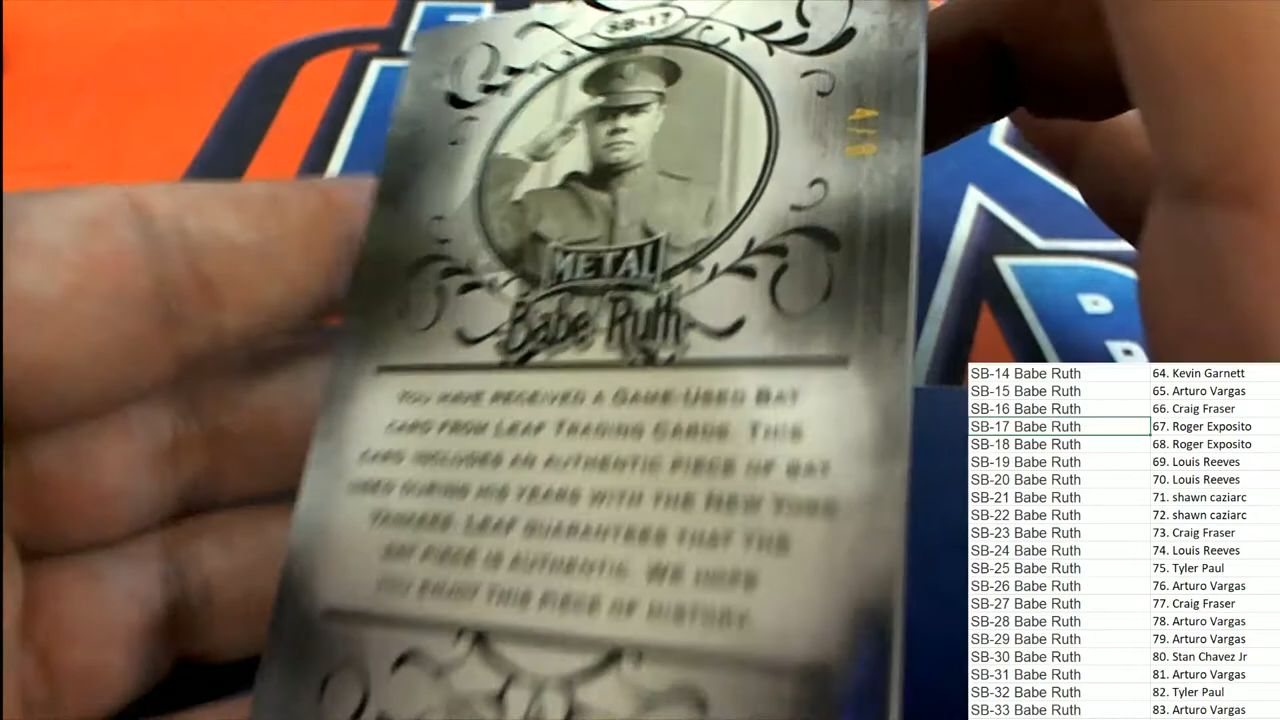 SB-17
4/8
METAL
Babe Ruth
YOU HAVE RECEIVED A GAME-USED BAT
CARD FROM LEAF TRADING CARDS. THIS
CARD INCLUDES AN AUTHENTIC PIECE OF BAT
USED DURING HIS YEARS WITH THE NEW YORK
YANKEES. LEAF GUARANTEES THAT THIS
BAT PIECE IS AUTHENTIC. WE HOPE
YOU ENJOY THIS PIECE OF HISTORY.
SB-14 Babe Ruth 64. Kevin Garnett
SB-15 Babe Ruth 65. Arturo Vargas
SB-16 Babe Ruth 66. Craig Fraser
SB-17 Babe Ruth 67. Roger Exposito
SB-18 Babe Ruth 68. Roger Exposito
SB-19 Babe Ruth 69. Louis Reeves
SB-20 Babe Ruth 70. Louis Reeves
SB-21 Babe Ruth 71. shawn caziarc
SB-22 Babe Ruth 72. shawn caziarc
SB-23 Babe Ruth 73. Craig Fraser
SB-24 Babe Ruth 74. Louis Reeves
SB-25 Babe Ruth 75. Tyler Paul
SB-26 Babe Ruth 76. Arturo Vargas
SB-27 Babe Ruth 77. Craig Fraser
SB-28 Babe Ruth 78. Arturo Vargas
SB-29 Babe Ruth 79. Arturo Vargas
SB-30 Babe Ruth 80. Stan Chavez Jr
SB-31 Babe Ruth 81. Arturo Vargas
SB-32 Babe Ruth 82. Tyler Paul
SB-33 Babe Ruth 83. Arturo Vargas